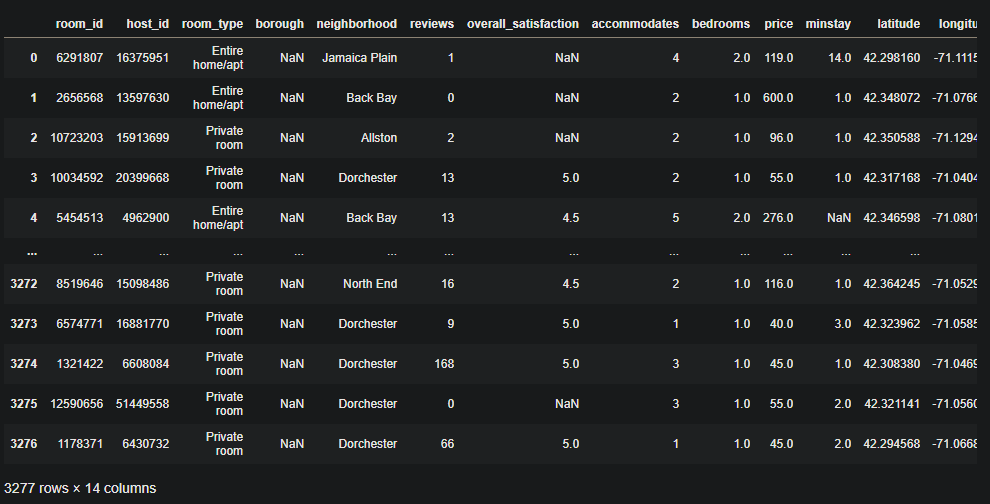 room_id host_id room_type borough neighborhood reviews overall_satisfaction accommodates bedrooms price minstay latitude longitu
0 6291807 16375951 Entire home/apt NaN Jamaica Plain 1 NaN 4 2.0 119.0 14.0 42.298160 -71.1115
1 2656568 13597630 Entire home/apt NaN Back Bay 0 NaN 2 1.0 600.0 1.0 42.348072 -71.0766
2 10723203 15913699 Private room NaN Allston 2 NaN 2 1.0 96.0 1.0 42.350588 -71.1294
3 10034592 20399668 Private room NaN Dorchester 13 5.0 2 1.0 55.0 1.0 42.317168 -71.0404
4 5454513 4962900 Entire home/apt NaN Back Bay 13 4.5 5 2.0 276.0 NaN 42.346598 -71.0801
... ... ... ... ... ... ... ... ... ... ... ... ...
3272 8519646 15098486 Private room NaN North End 16 4.5 2 1.0 116.0 1.0 42.364245 -71.0529
3273 6574771 16881770 Private room NaN Dorchester 9 5.0 1 1.0 40.0 3.0 42.323962 -71.0585
3274 1321422 6608084 Private room NaN Dorchester 168 5.0 3 1.0 45.0 1.0 42.308380 -71.0469
3275 12590656 51449558 Private room NaN Dorchester 0 NaN 3 1.0 55.0 2.0 42.321141 -71.0560
3276 1178371 6430732 Private room NaN Dorchester 66 5.0 1 1.0 45.0 2.0 42.294568 -71.0668
3277 rows × 14 columns